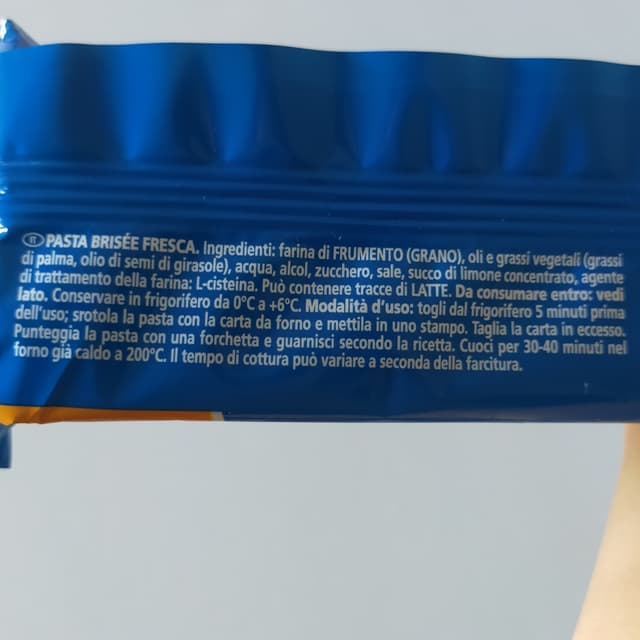 IT PASTA BRISÉE FRESCA. Ingredienti: farina di FRUMENTO (GRANO), oli e grassi vegetali (grassi
di palma, olio di semi di girasole), acqua, alcol, zucchero, sale, succo di limone concentrato, agente
di trattamento della farina: L-cisteina. Può contenere tracce di LATTE. Da consumare entro: vedi
lato. Conservare in frigorifero da 0°C a +6°C. Modalità d'uso: togli dal frigorifero 5 minuti prima
dell'uso; srotola la pasta con la carta da forno e mettila in uno stampo. Taglia la carta in eccesso.
Punteggia la pasta con una forchetta e guarnisci secondo la ricetta. Cuoci per 30-40 minuti nel
forno già caldo a 200°C. Il tempo di cottura può variare a seconda della farcitura.